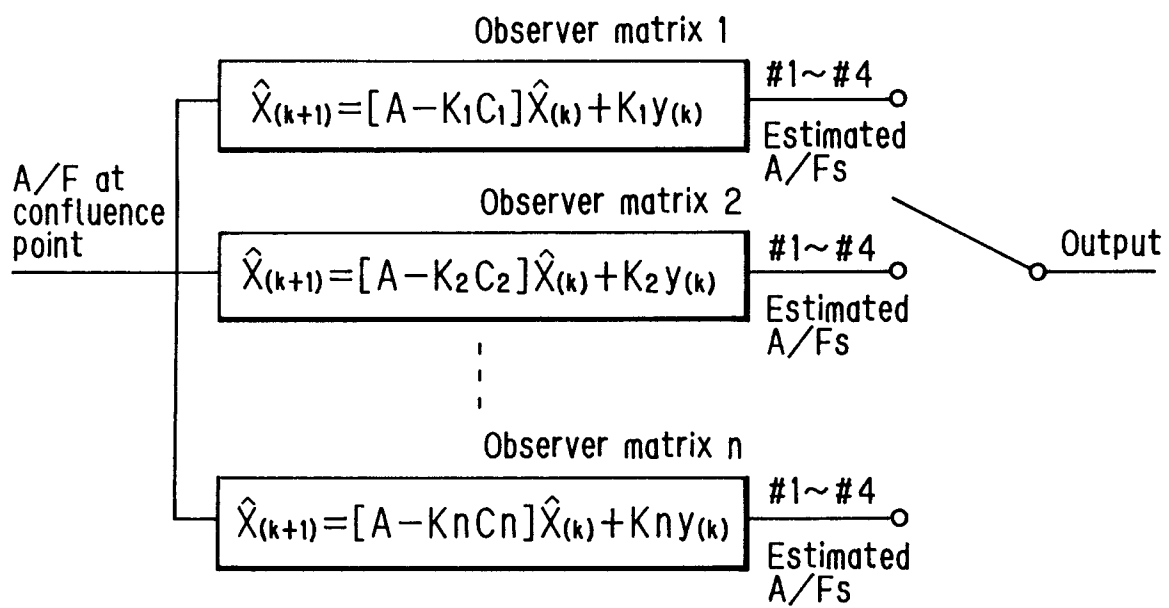 Observer matrix 1
X̂(k+1)=[A-K₁C₁]X̂(k)+K₁y(k)
#1~#4
Estimated
A/Fs
A/F at
confluence
point
Observer matrix 2
X̂(k+1)=[A-K₂C₂]X̂(k)+K₂y(k)
#1~#4
Estimated
A/Fs
Output
Observer matrix n
X̂(k+1)=[A-KnCn]X̂(k)+Kny(k)
#1~#4
Estimated
A/Fs